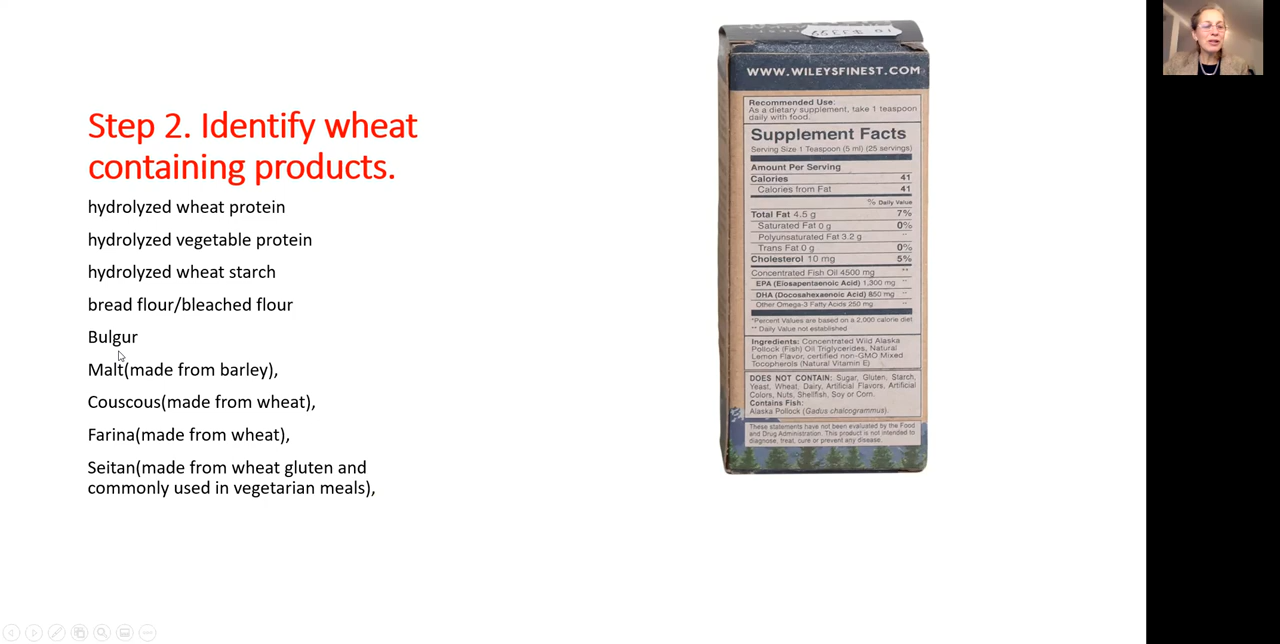 Step 2. Identify wheat
containing products.
hydrolyzed wheat protein
hydrolyzed vegetable protein
hydrolyzed wheat starch
bread flour/bleached flour
Bulgur
Malt(made from barley),
Couscous(made from wheat),
Farina(made from wheat),
Seitan(made from wheat gluten and
commonly used in vegetarian meals),
WWW.WILEYSFINEST.COM
Recommended Use:
As a dietary supplement, take 1 teaspoon
daily with food.
Supplement Facts
Serving Size 1 Teaspoon (5 ml) (25 servings)
Amount Per Serving
Calories 41
Calories from Fat 41
% Daily Value
Total Fat 4.5 g 7%
Saturated Fat 0 g 0%
Polyunsaturated Fat 3.2 g **
Trans Fat 0 g 0%
Cholesterol 10 mg 5%
Concentrated Fish Oil 4500 mg **
EPA (Eiosapentaenoic Acid) 1,300 mg **
DHA (Docosahexaenoic Acid) 850 mg **
Other Omega-3 Fatty Acids 250 mg **
*Percent Values are based on a 2,000 calorie diet
** Daily Value not established
Ingredients: Concentrated Wild Alaska
Pollock (Fish) Oil Triglycerides, Natural
Lemon Flavor, certified non-GMO Mixed
Tocopherols (Natural Vitamin E)
DOES NOT CONTAIN: Sugar, Gluten, Starch,
Yeast, Wheat, Dairy, Artificial Flavors, Artificial
Colors, Nuts, Shellfish, Soy or Corn.
Contains Fish:
Alaska Pollock (Gadus chalcogrammus).
These statements have not been evaluated by the Food
and Drug Administration. This product is not intended to
diagnose, treat, cure or prevent any disease.